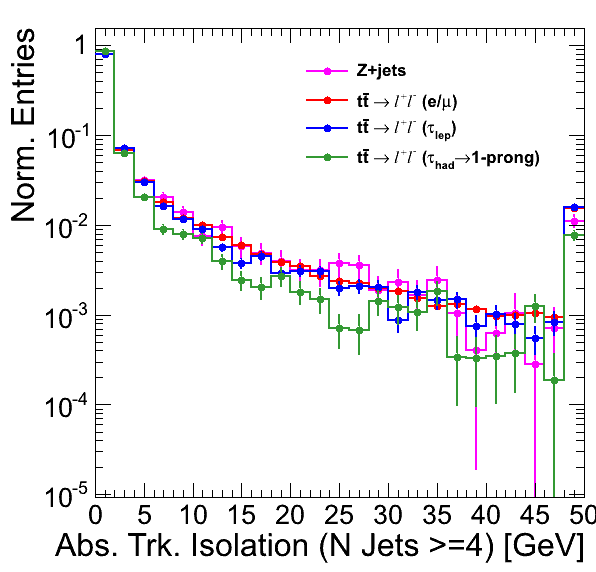 Norm. Entries
1
10⁻¹
10⁻²
10⁻³
10⁻⁴
10⁻⁵
Z+jets
tt̄ → l⁺l⁻ (e/μ)
tt̄ → l⁺l⁻ (τ_lep)
tt̄ → l⁺l⁻ (τ_had→1-prong)
0 5 10 15 20 25 30 35 40 45 50
Abs. Trk. Isolation (N Jets >=4) [GeV]